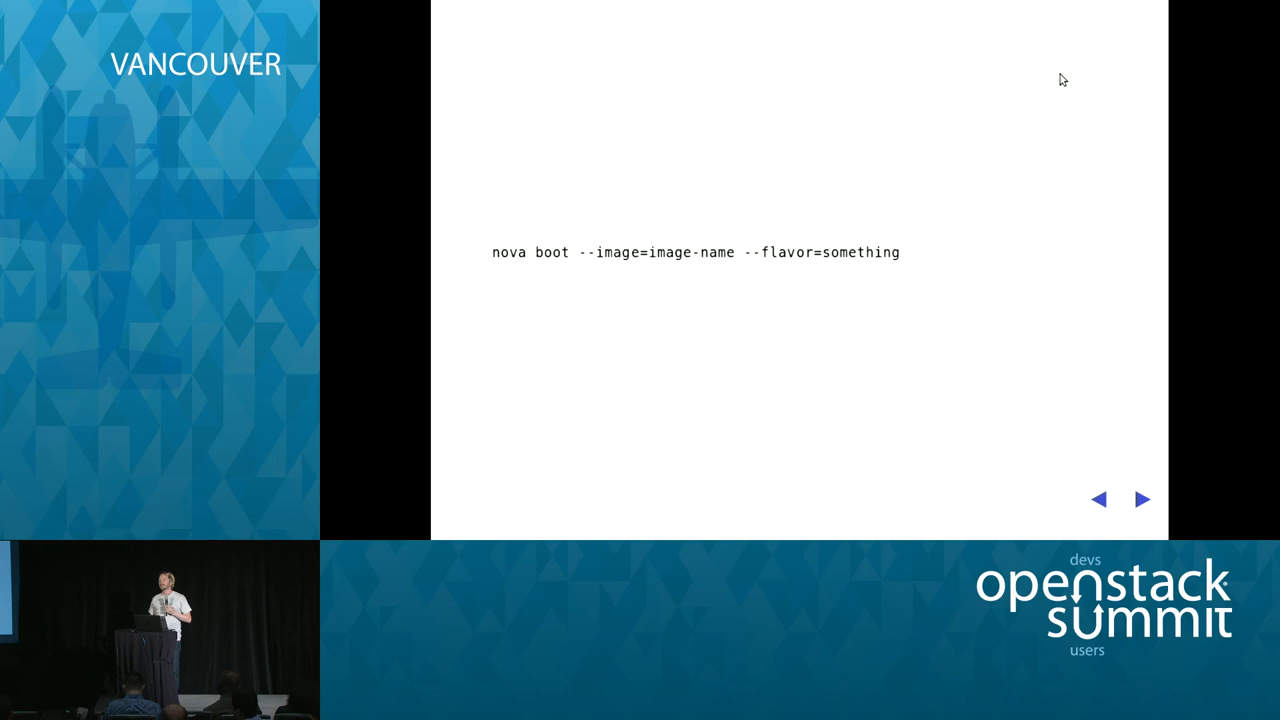 VANCOUVER
nova boot --image=image-name --flavor=something
devs
openstack
summit
users